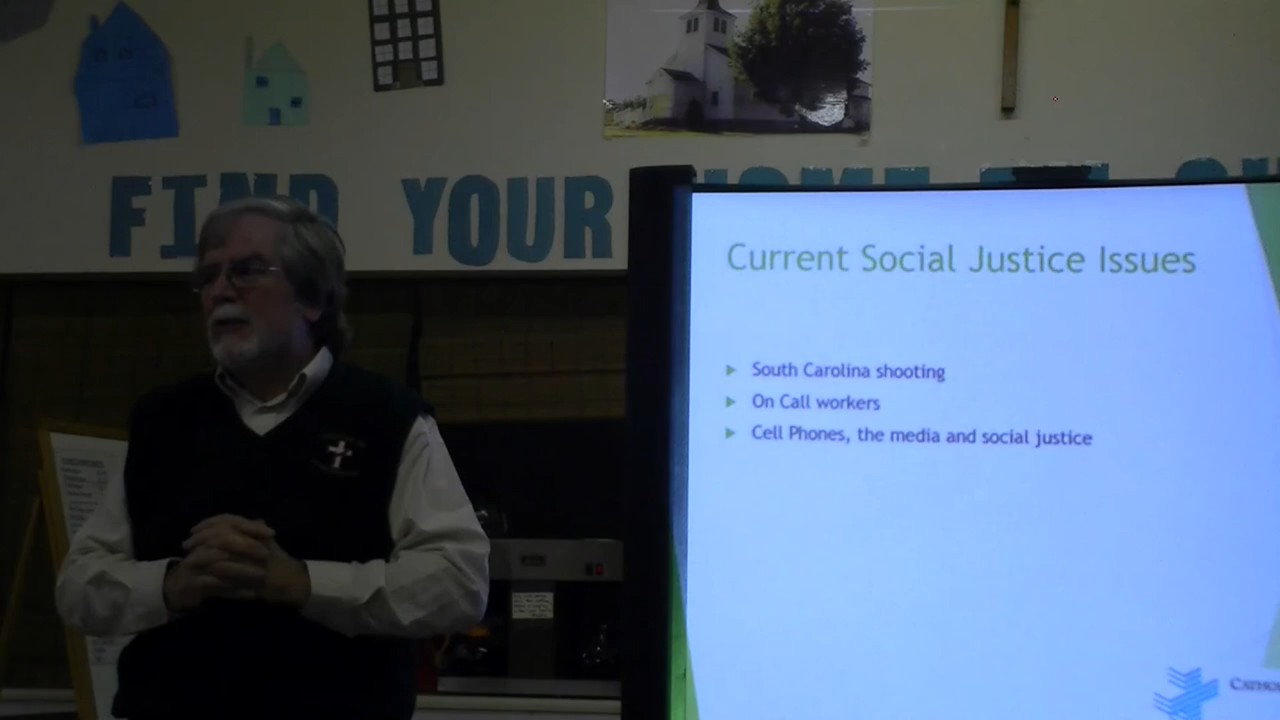 FIND YOUR
Current Social Justice Issues
South Carolina shooting
On Call workers
Cell Phones, the media and social justice